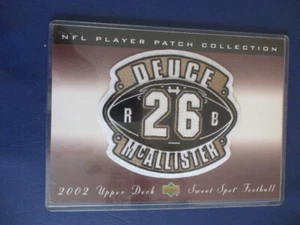 NFL PLAYER PATCH COLLECTION
DEUCE
R 26 B
MCALLISTER
2002 Upper Deck Sweet Spot Football